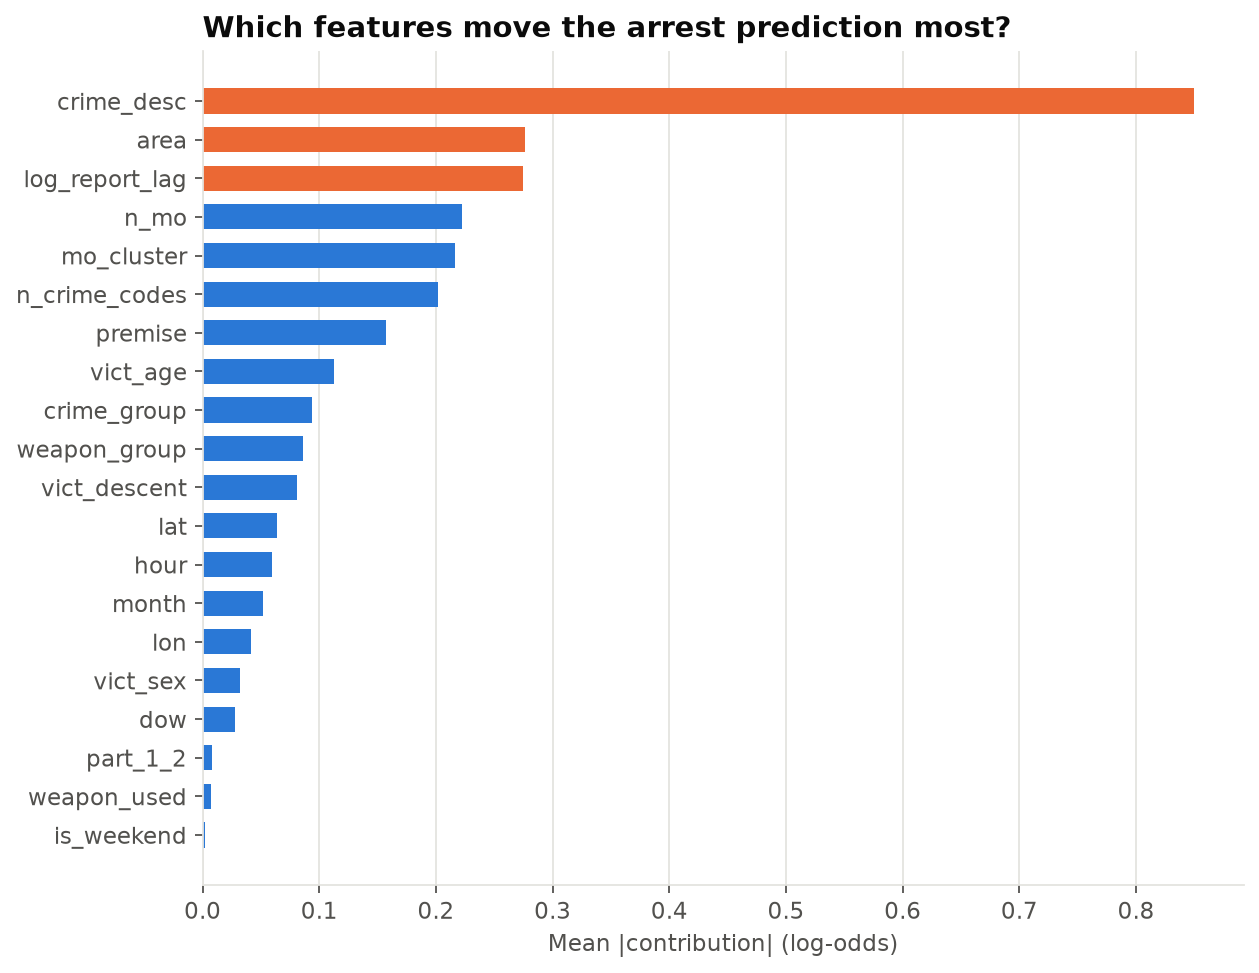 Which features move the arrest prediction most?
crime_desc
area
log_report_lag
n_mo
mo_cluster
n_crime_codes
premise
vict_age
crime_group
weapon_group
vict_descent
lat
hour
month
lon
vict_sex
dow
part_1_2
weapon_used
is_weekend
0.0 0.1 0.2 0.3 0.4 0.5 0.6 0.7 0.8
Mean |contribution| (log-odds)